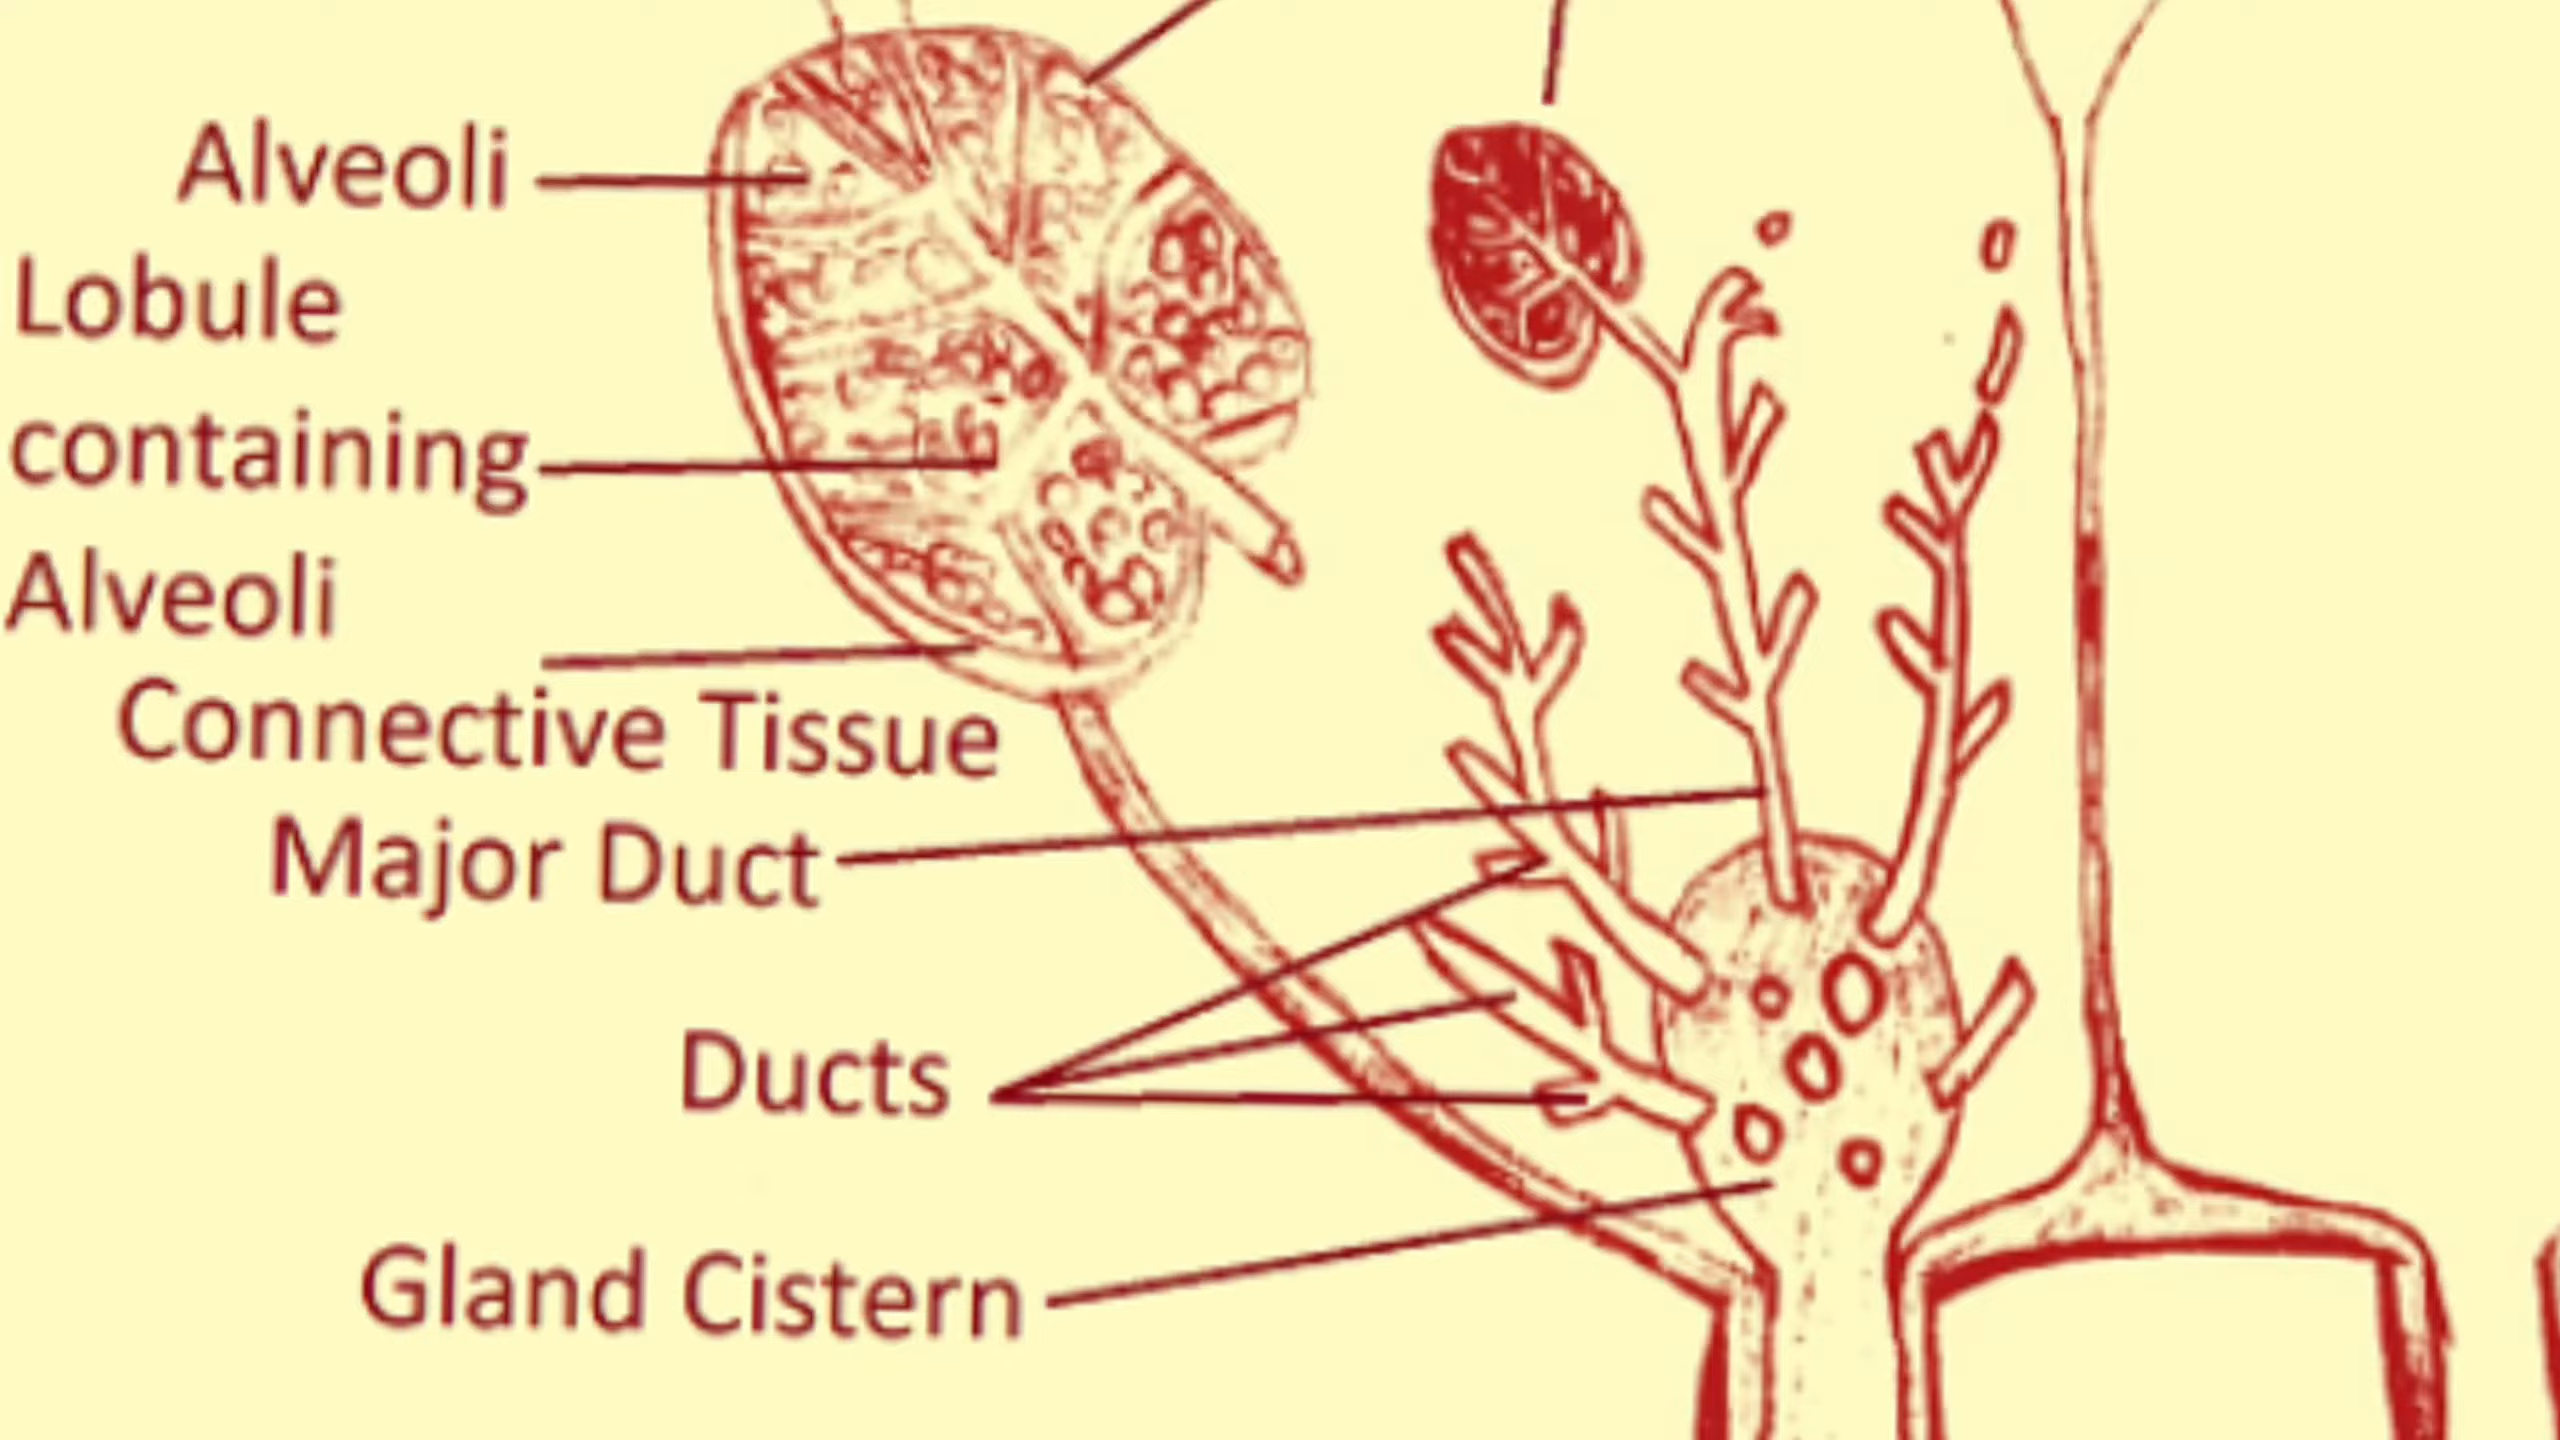 Alveoli
Lobule
containing
Alveoli
Connective Tissue
Major Duct
Ducts
Gland Cistern